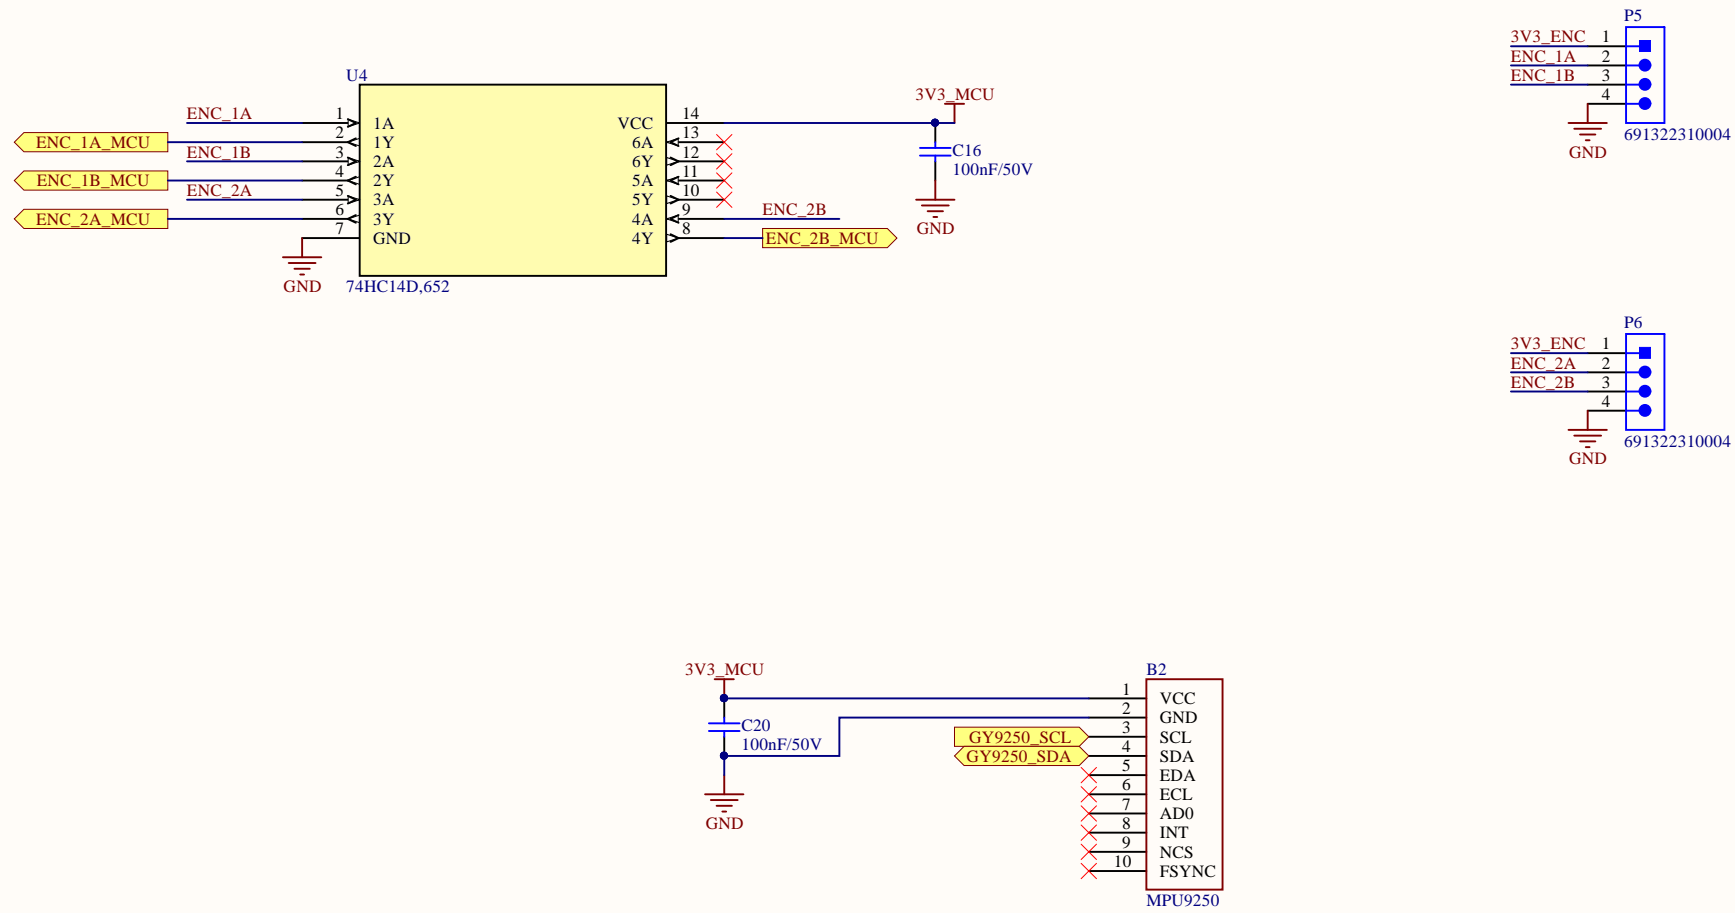 U4
ENC_1A 1 1A
ENC_1A_MCU 2 1Y
ENC_1B 3 2A
ENC_1B_MCU 4 2Y
ENC_2A 5 3A
ENC_2A_MCU 6 3Y
7 GND
GND
74HC14D,652
VCC 14
6A 13
6Y 12
5A 11
5Y 10
4A 9 ENC_2B
4Y 8 ENC_2B_MCU
3V3_MCU
C16
100nF/50V
GND
P5
3V3_ENC 1
ENC_1A 2
ENC_1B 3
4
GND
691322310004
P6
3V3_ENC 1
ENC_2A 2
ENC_2B 3
4
GND
691322310004
3V3_MCU
C20
100nF/50V
GND
B2
1 VCC
2 GND
GY9250_SCL 3 SCL
GY9250_SDA 4 SDA
5 EDA
6 ECL
7 AD0
8 INT
9 NCS
10 FSYNC
MPU9250